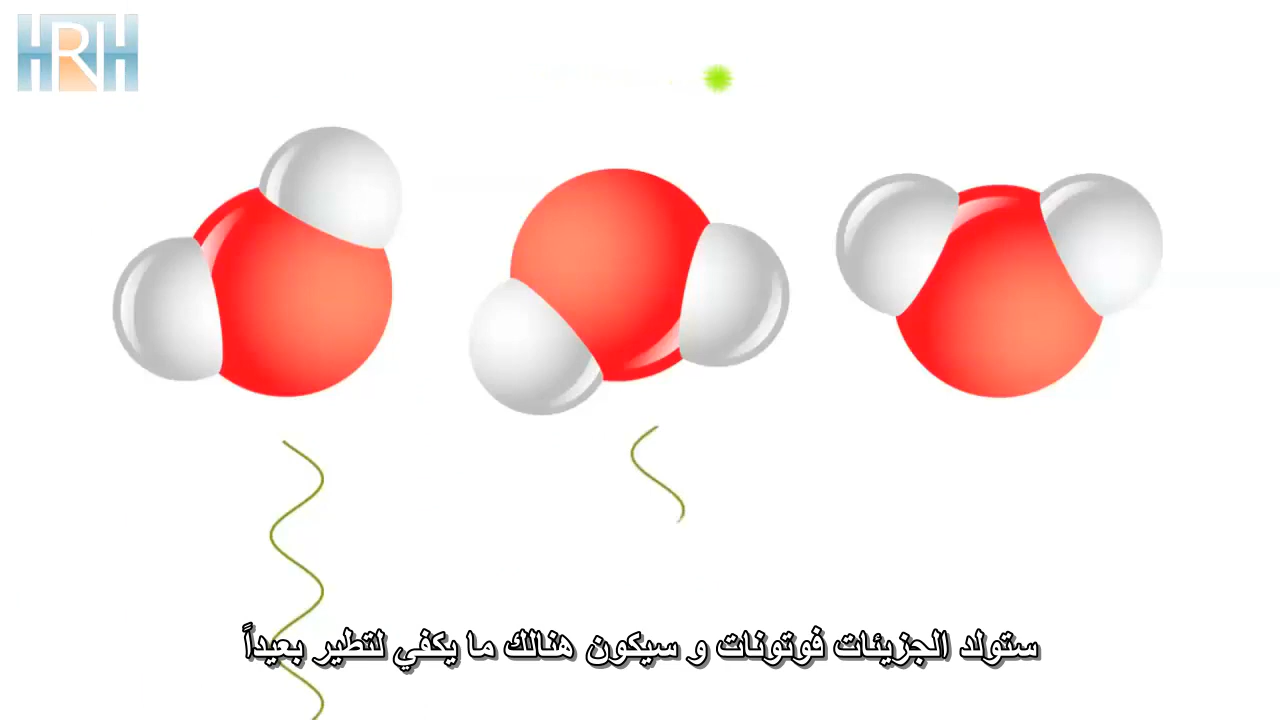 HRH
ستولد الجزيئات فوتونات و سيكون هنالك ما يكفي لتطير بعيداً